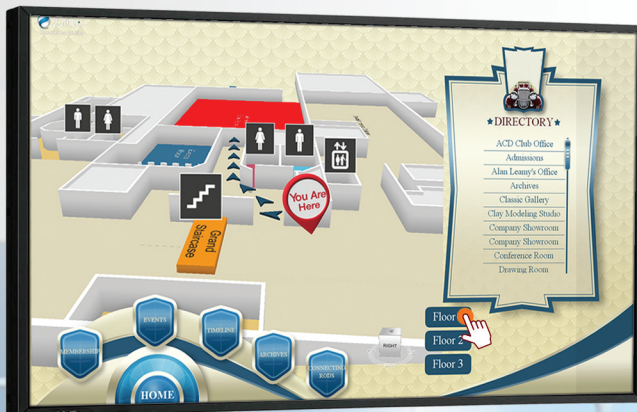 You Are
Here
Grand
Staircase
★DIRECTORY★
ACD Club Office
Admissions
Alan Leamy's Office
Archives
Classic Gallery
Clay Modeling Studio
Company Showroom
Company Showroom
Conference Room
Drawing Room
Floor
Floor 2
Floor 3
RIGHT
MEMBERSHIP
EVENTS
TIMELINE
ARCHIVES
CONNECTING
RODS
HOME